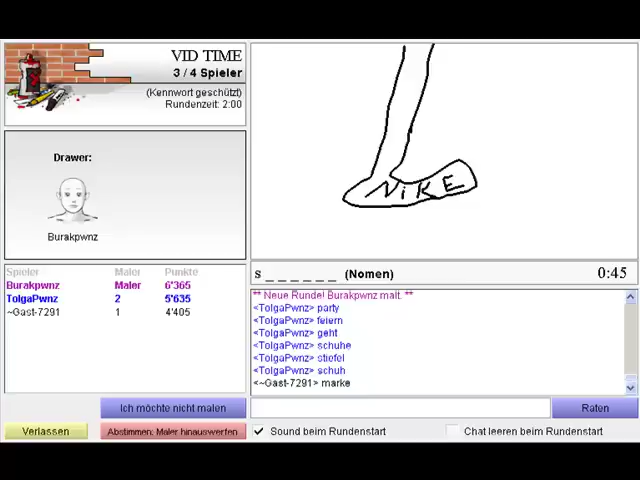 VID TIME
3 / 4 Spieler
(Kennwort geschützt)
Rundenzeit: 2:00
Drawer:
Burakpwnz
Spieler Maler Punkte
Burakpwnz Maler 6'365
TolgaPwnz 2 5'635
~Gast-7291 1 4'405
Ich möchte nicht malen
Verlassen
Abstimmen: Maler hinauswerfen
NiKE
s _ _ _ _ _ _ (Nomen) 0:45
** Neue Runde! Burakpwnz malt. **
<TolgaPwnz> party
<TolgaPwnz> feiern
<TolgaPwnz> geht
<TolgaPwnz> schuhe
<TolgaPwnz> stiefel
<TolgaPwnz> schuh
<~Gast-7291> marke
Raten
Sound beim Rundenstart
Chat leeren beim Rundenstart